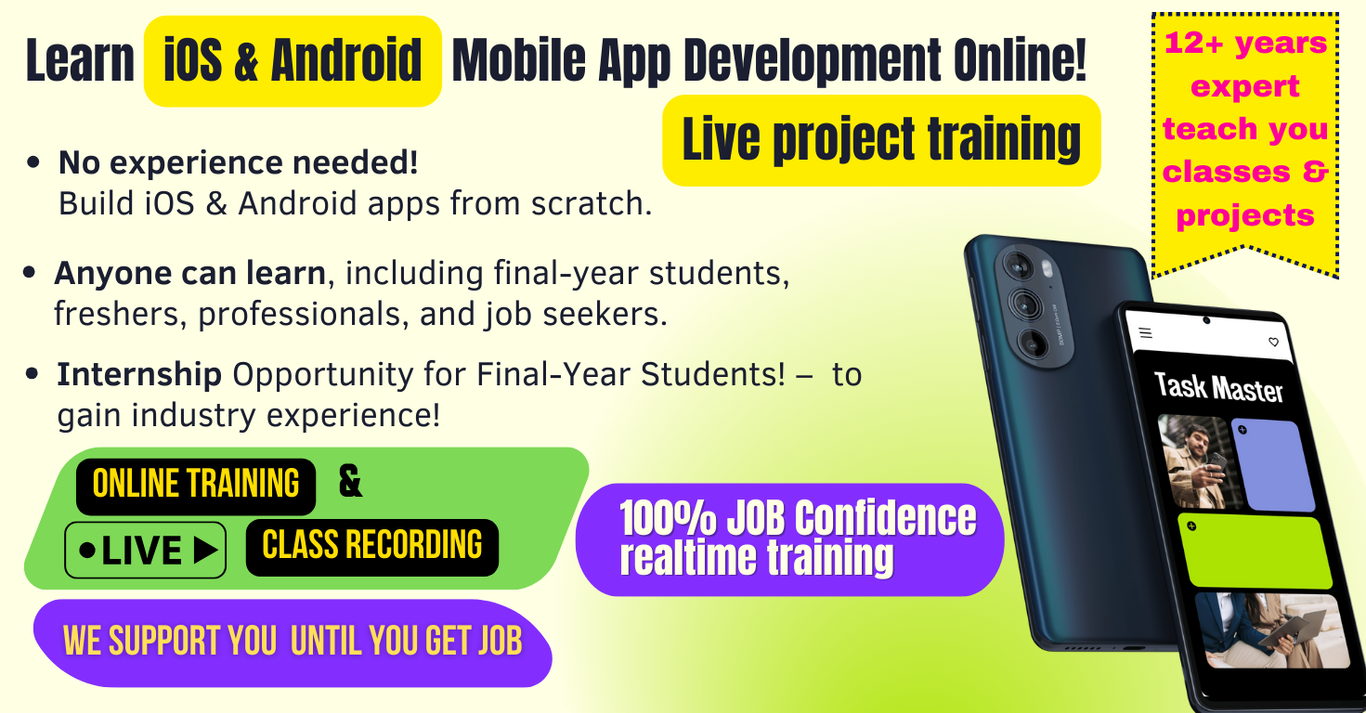 Learn iOS & Android Mobile App Development Online!
Live project training
12+ years
expert
teach you
classes &
projects
• No experience needed!
Build iOS & Android apps from scratch.
• Anyone can learn, including final-year students,
freshers, professionals, and job seekers.
• Internship Opportunity for Final-Year Students! – to
gain industry experience!
ONLINE TRAINING &
LIVE CLASS RECORDING
100% JOB Confidence
realtime training
WE SUPPORT YOU UNTIL YOU GET JOB
Task Master